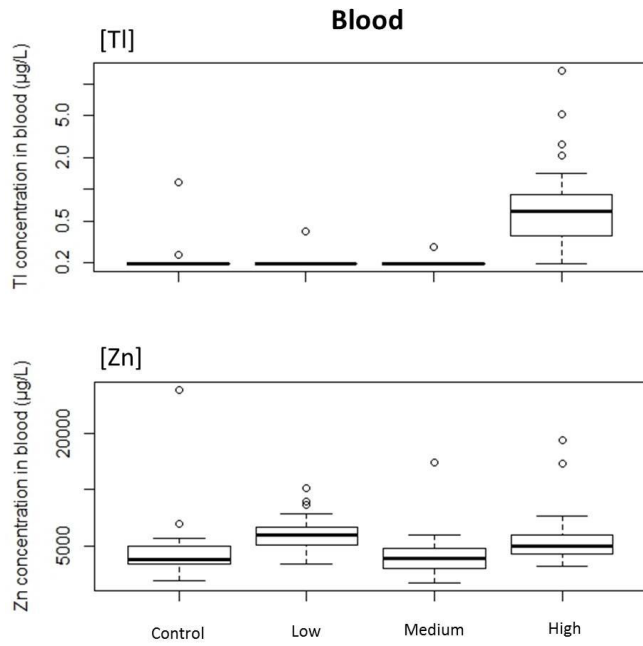 Blood
[Tl]
Tl concentration in blood (µg/L)
5.0
2.0
0.5
0.2
[Zn]
Zn concentration in blood (µg/L)
20000
5000
Control Low Medium High